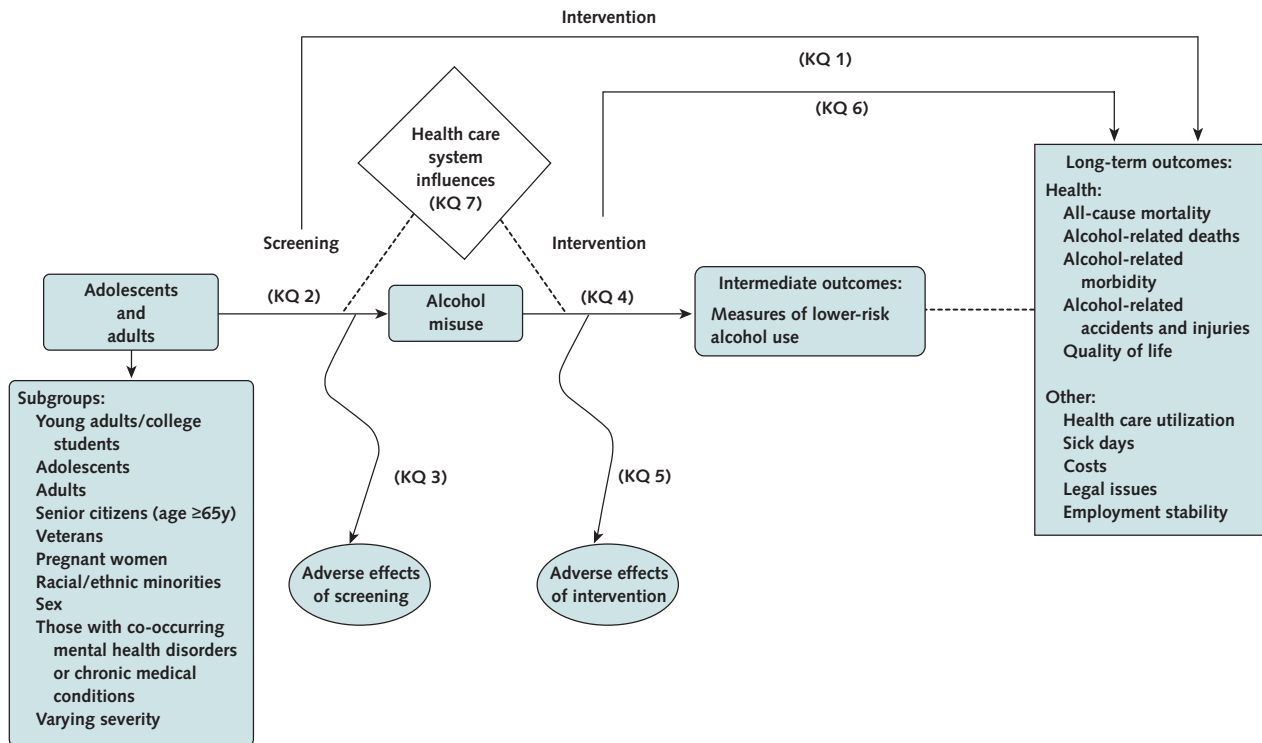 Intervention
(KQ 1)
(KQ 6)
Health care
system
influences
(KQ 7)
Screening
Intervention
Adolescents
and
adults
(KQ 2)
Alcohol
misuse
(KQ 4)
Intermediate outcomes:
Measures of lower-risk
alcohol use
Long-term outcomes:
Health:
All-cause mortality
Alcohol-related deaths
Alcohol-related
morbidity
Alcohol-related
accidents and injuries
Quality of life
Other:
Health care utilization
Sick days
Costs
Legal issues
Employment stability
Subgroups:
Young adults/college
students
Adolescents
Adults
Senior citizens (age ≥65y)
Veterans
Pregnant women
Racial/ethnic minorities
Sex
Those with co-occurring
mental health disorders
or chronic medical
conditions
Varying severity
(KQ 3)
Adverse effects
of screening
(KQ 5)
Adverse effects
of intervention